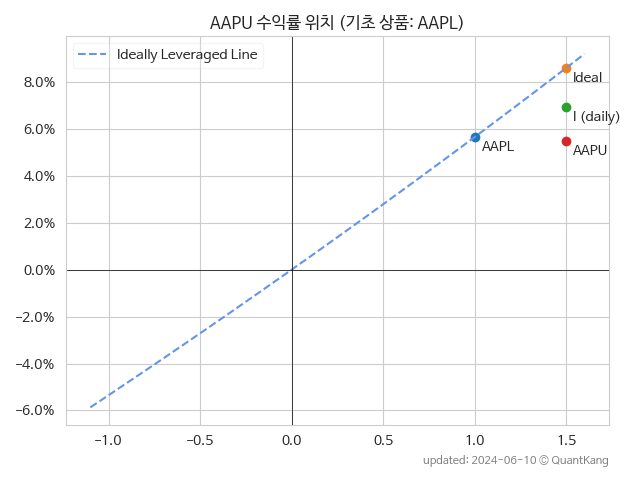 AAPU 수익률 위치 (기초 상품: AAPL)
Ideally Leveraged Line
8.0%
6.0%
4.0%
2.0%
0.0%
−2.0%
−4.0%
−6.0%
Ideal
I (daily)
AAPL
AAPU
−1.0 −0.5 0.0 0.5 1.0 1.5
updated: 2024-06-10 © QuantKang